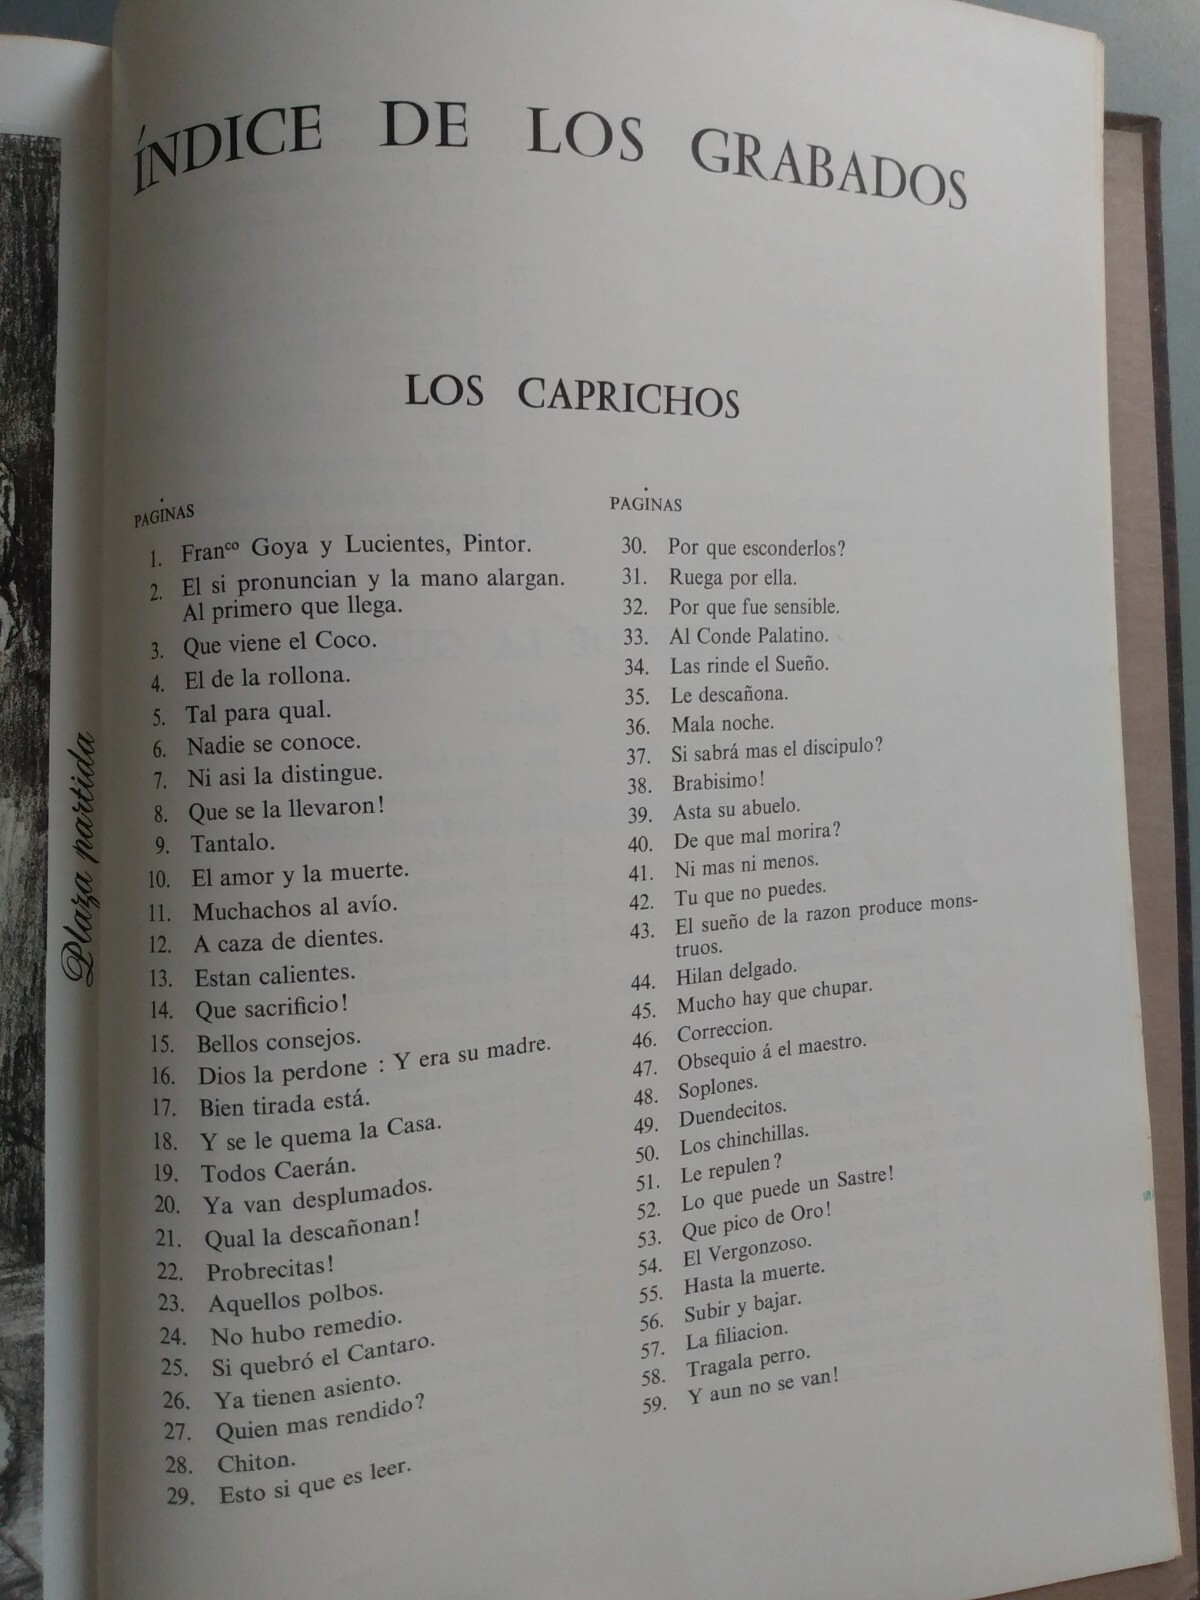 Plaza partida
ÍNDICE DE LOS GRABADOS
LOS CAPRICHOS
PAGINAS
1. Franco Goya y Lucientes, Pintor.
2. El si pronuncian y la mano alargan.
Al primero que llega.
3. Que viene el Coco.
4. El de la rollona.
5. Tal para qual.
6. Nadie se conoce.
7. Ni asi la distingue.
8. Que se la llevaron!
9. Tantalo.
10. El amor y la muerte.
11. Muchachos al avío.
12. A caza de dientes.
13. Estan calientes.
14. Que sacrificio!
15. Bellos consejos.
16. Dios la perdone : Y era su madre.
17. Bien tirada está.
18. Y se le quema la Casa.
19. Todos Caerán.
20. Ya van desplumados.
21. Qual la descañonan!
22. Probrecitas!
23. Aquellos polbos.
24. No hubo remedio.
25. Si quebró el Cantaro.
26. Ya tienen asiento.
27. Quien mas rendido?
28. Chiton.
29. Esto si que es leer.
PAGINAS
30. Por que esconderlos?
31. Ruega por ella.
32. Por que fue sensible.
33. Al Conde Palatino.
34. Las rinde el Sueño.
35. Le descañona.
36. Mala noche.
37. Si sabrá mas el discipulo?
38. Brabisimo!
39. Asta su abuelo.
40. De que mal morira?
41. Ni mas ni menos.
42. Tu que no puedes.
43. El sueño de la razon produce mons-
truos.
44. Hilan delgado.
45. Mucho hay que chupar.
46. Correccion.
47. Obsequio á el maestro.
48. Soplones.
49. Duendecitos.
50. Los chinchillas.
51. Le repulen?
52. Lo que puede un Sastre!
53. Que pico de Oro!
54. El Vergonzoso.
55. Hasta la muerte.
56. Subir y bajar.
57. La filiacion.
58. Tragala perro.
59. Y aun no se van!